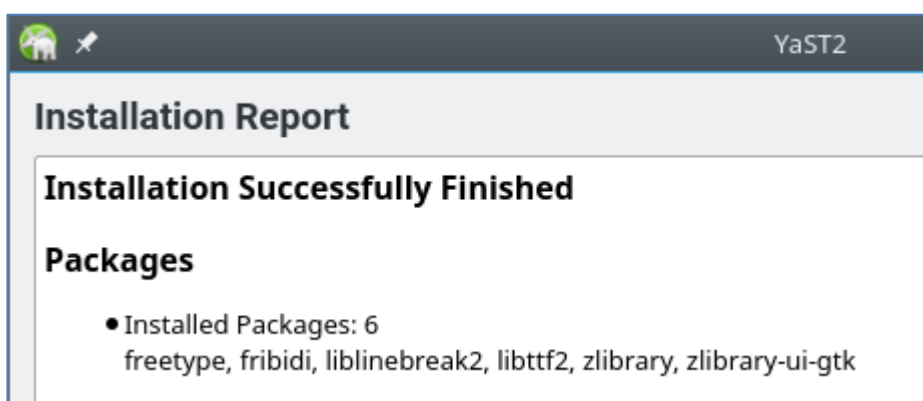 YaST2
Installation Report
Installation Successfully Finished
Packages
Installed Packages: 6
freetype, fribidi, liblinebreak2, libttf2, zlibrary, zlibrary-ui-gtk